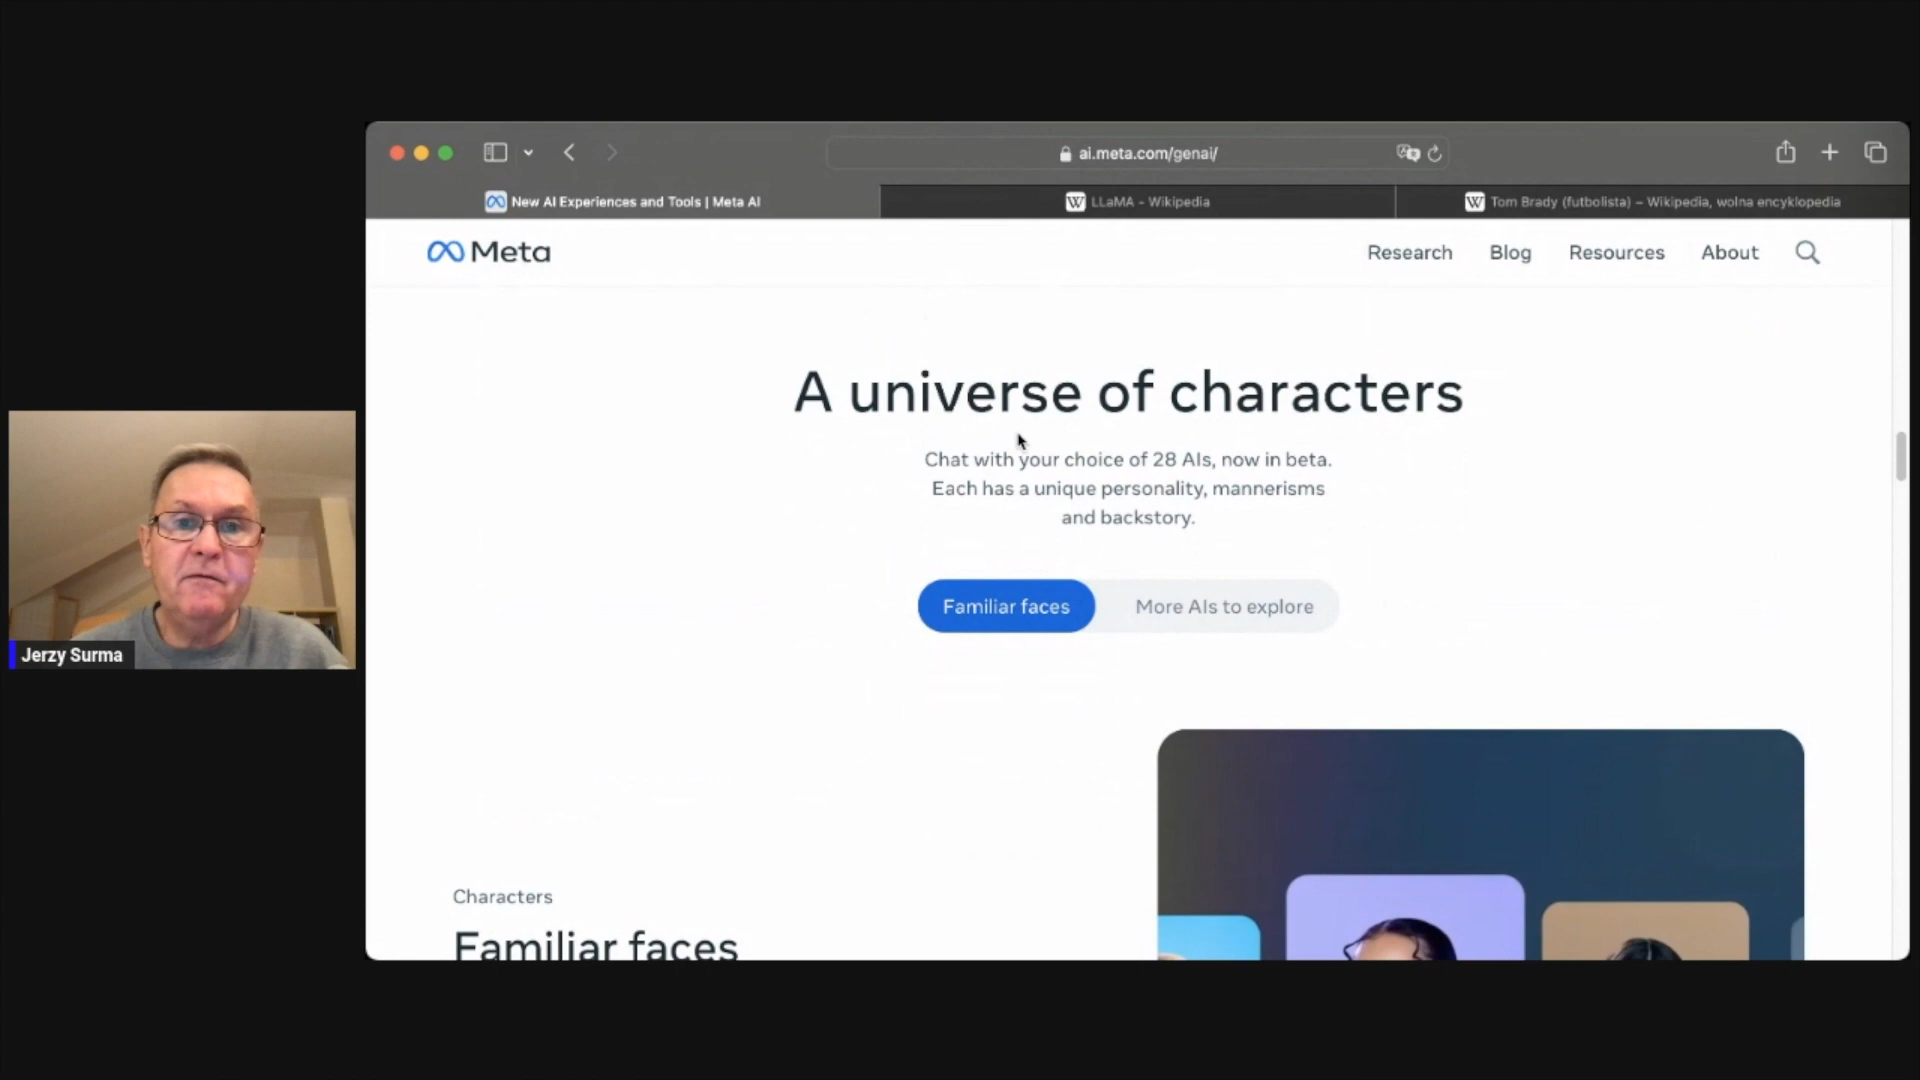 ai.meta.com/genai/
New AI Experiences and Tools | Meta AI
LLaMA - Wikipedia
Tom Brady (futbolista) – Wikipedia, wolna encyklopedia
Meta
Research
Blog
Resources
About
A universe of characters
Chat with your choice of 28 AIs, now in beta.
Each has a unique personality, mannerisms
and backstory.
Familiar faces
More AIs to explore
Jerzy Surma
Characters
Familiar faces